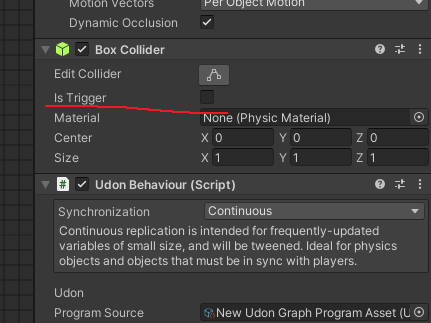 Motion Vectors Per Object Motion
Dynamic Occlusion
Box Collider
Edit Collider
Is Trigger
Material None (Physic Material)
Center X 0 Y 0 Z 0
Size X 1 Y 1 Z 1
# Udon Behaviour (Script)
Synchronization Continuous
Continuous replication is intended for frequently-updated
variables of small size, and will be tweened. Ideal for physics
objects and objects that must be in sync with players.
Udon
Program Source New Udon Graph Program Asset (U